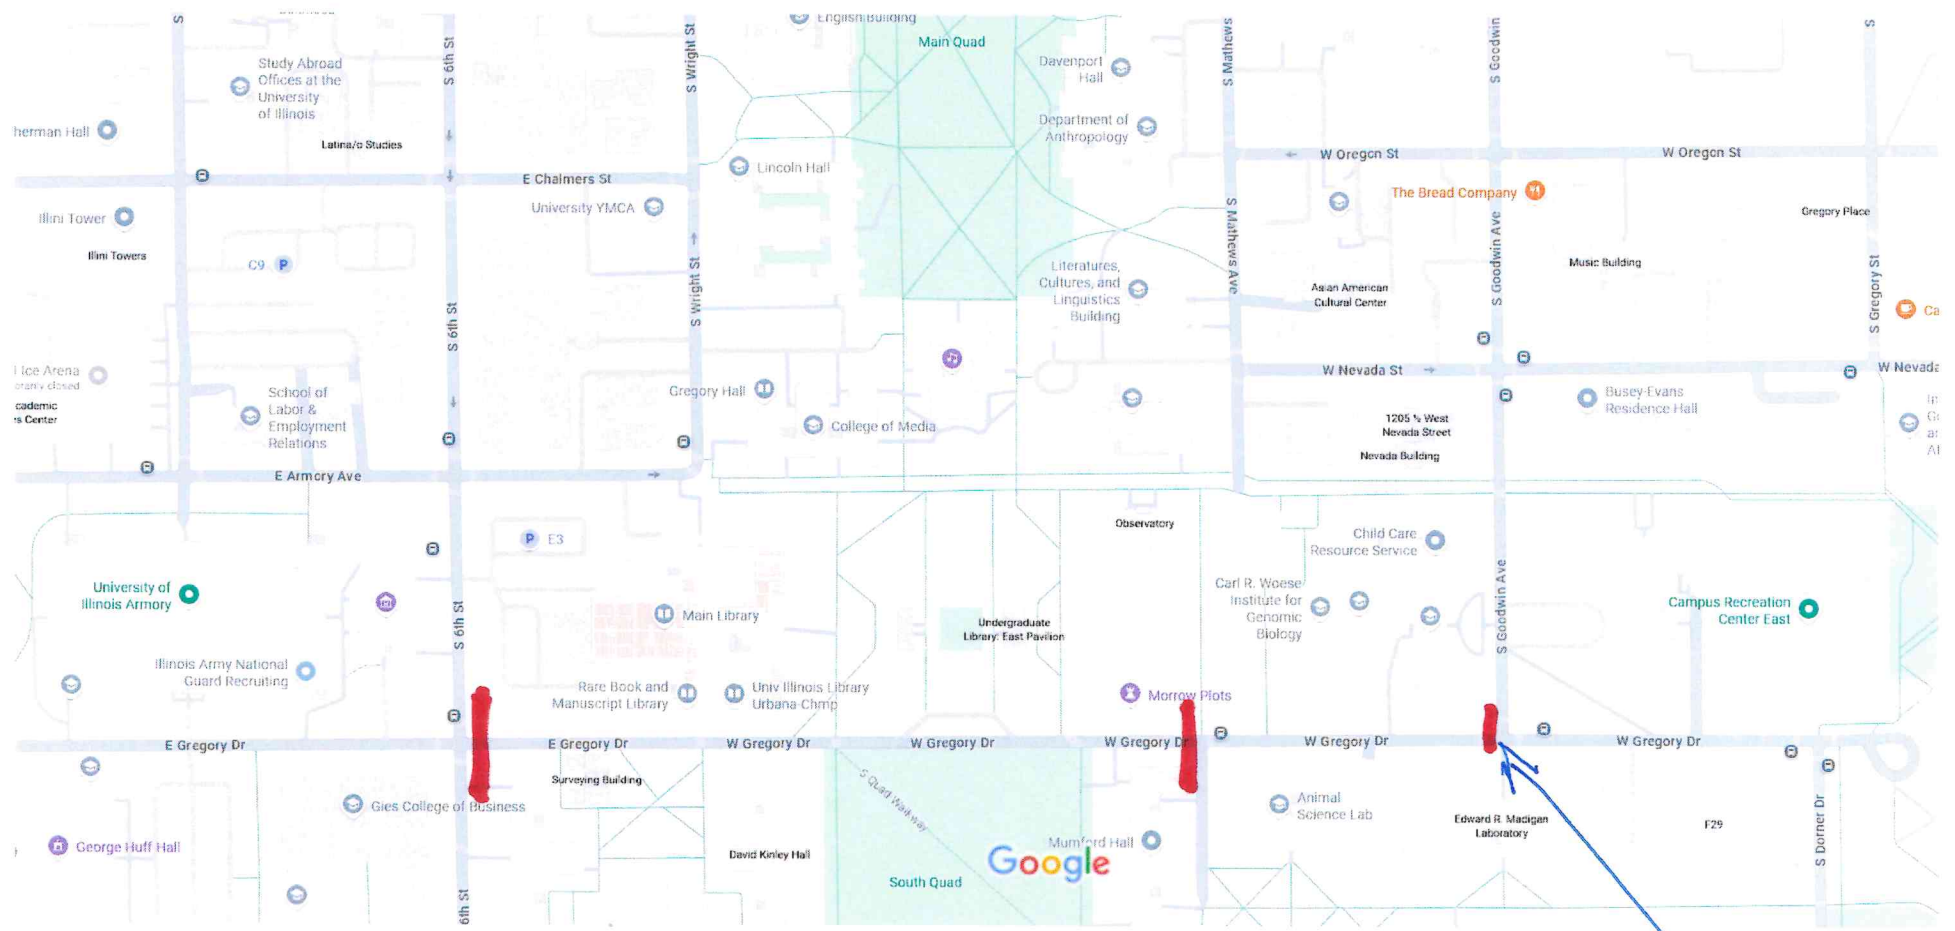 English Building
Main Quad
S 6th St
S Wright St
S Mathews
S Goodwin
S
S
Study Abroad
Offices at the
University
of Illinois
Davenport
Hall
Department of
Anthropology
herman Hall
Latina/o Studies
Lincoln Hall
W Oregon St
W Oregon St
E Chalmers St
University YMCA
The Bread Company
Illini Tower
Illini Towers
Gregory Place
C9
P
S Mathews Ave
S Goodwin Ave
Music Building
Literatures,
Cultures, and
Linguistics
Building
Asian American
Cultural Center
S 6th St
S Wright St
S Gregory St
Ca
Ice Arena
cademic
s Center
School of
Labor &
Employment
Relations
Gregory Hall
College of Media
W Nevada St
W Nevada
Busey-Evans
Residence Hall
1205 ½ West
Nevada Street
Nevada Building
E Armory Ave
Observatory
P
E3
Child Care
Resource Service
University of
Illinois Armory
S 6th St
Main Library
Undergraduate
Library: East Pavilion
Carl R. Woese
Institute for
Genomic
Biology
S Goodwin Ave
Campus Recreation
Center East
Illinois Army National
Guard Recruiting
Rare Book and
Manuscript Library
Univ Illinois Library
Urbana-Chmp
Morrow Plots
E Gregory Dr
E Gregory Dr
W Gregory Dr
W Gregory Dr
W Gregory Dr
W Gregory Dr
W Gregory Dr
Surveying Building
S Quad Walkway
Gies College of Business
Animal
Science Lab
Edward R. Madigan
Laboratory
F29
S Dorner Dr
George Huff Hall
David Kinley Hall
Mumford Hall
Google
South Quad
6th St